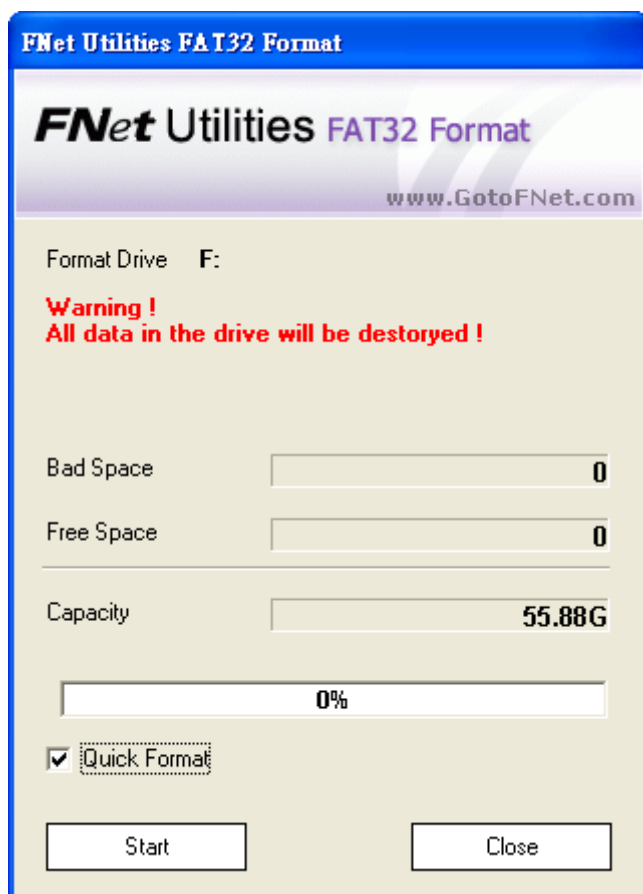 FNet Utilities FAT32 Format
FNet Utilities FAT32 Format
www.GotoFNet.com
Format Drive F:
Warning !
All data in the drive will be destoryed !
Bad Space 0
Free Space 0
Capacity 55.88G
0%
Quick Format
Start Close